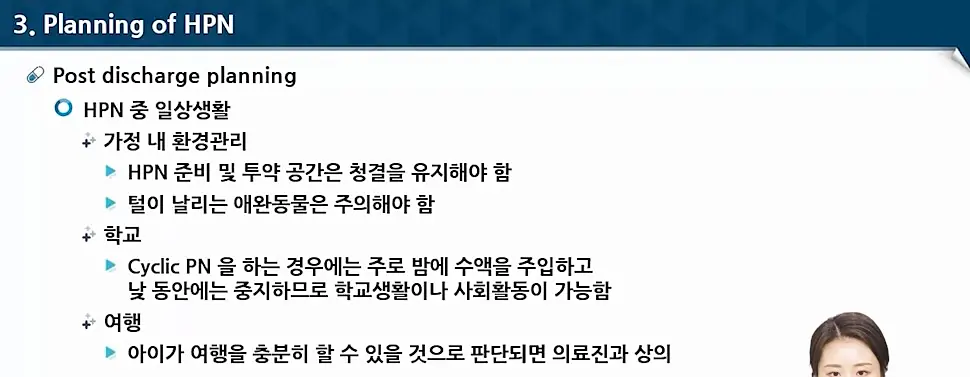 3. Planning of HPN
Post discharge planning
HPN 중 일상생활
가정 내 환경관리
HPN 준비 및 투약 공간은 청결을 유지해야 함
털이 날리는 애완동물은 주의해야 함
학교
Cyclic PN 을 하는 경우에는 주로 밤에 수액을 주입하고
낮 동안에는 중지하므로 학교생활이나 사회활동이 가능함
여행
아이가 여행을 충분히 할 수 있을 것으로 판단되면 의료진과 상의